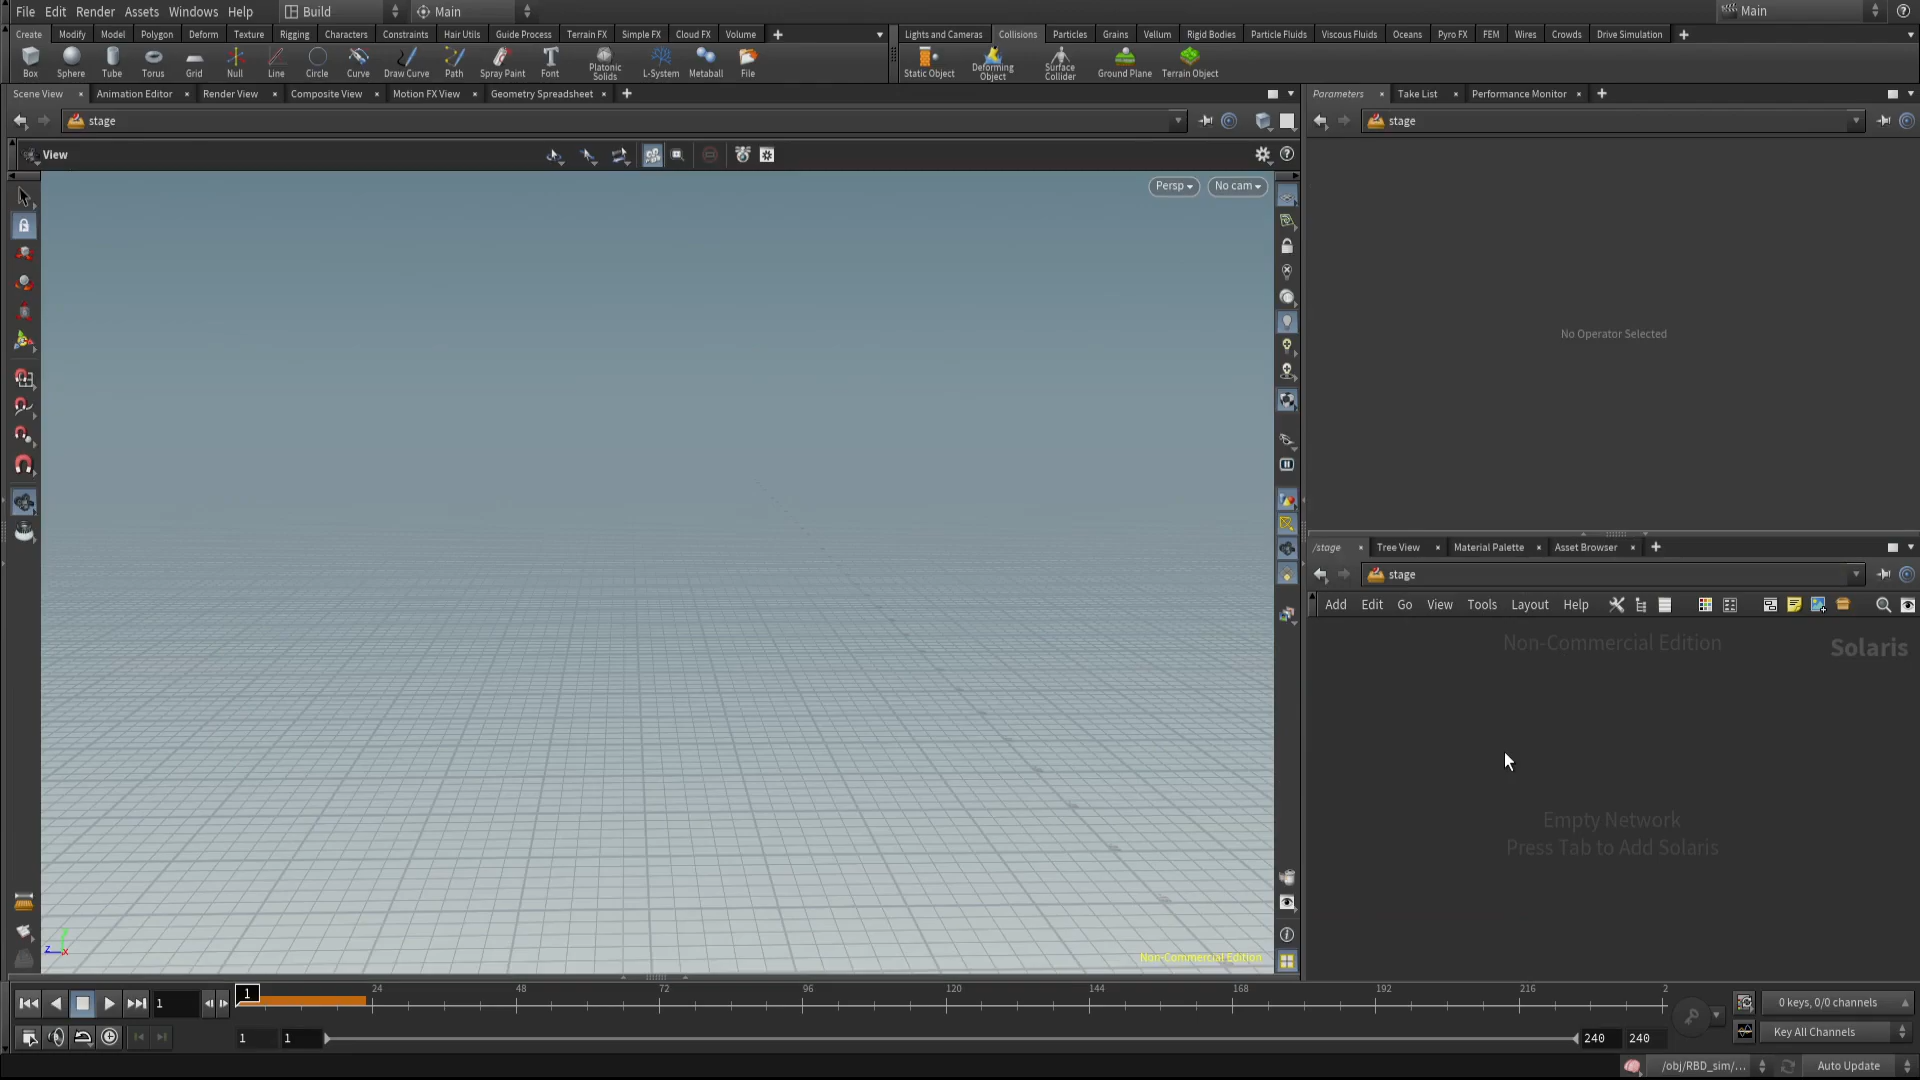 File Edit Render Assets Windows Help Build Main Main
Create Modify Model Polygon Deform Texture Rigging Characters Constraints Hair Utils Guide Process Terrain FX Simple FX Cloud FX Volume
Lights and Cameras Collisions Particles Grains Vellum Rigid Bodies Particle Fluids Viscous Fluids Oceans Pyro FX FEM Wires Crowds Drive Simulation
Box Sphere Tube Torus Grid Null Line Circle Curve Draw Curve Path Spray Paint Font Platonic Solids L-System Metaball File
Static Object Deforming Object Surface Collider Ground Plane Terrain Object
Scene View Animation Editor Render View Composite View Motion FX View Geometry Spreadsheet
Parameters Take List Performance Monitor
stage
stage
View
Persp No cam
No Operator Selected
/stage Tree View Material Palette Asset Browser
stage
Add Edit Go View Tools Layout Help
Non-Commercial Edition Solaris
Empty Network
Press Tab to Add Solaris
z x
Non-Commercial Edition
1 1 24 48 72 96 120 144 168 192 216 2
0 keys, 0/0 channels
1 1 240 240
Key All Channels
/obj/RBD_sim/... Auto Update